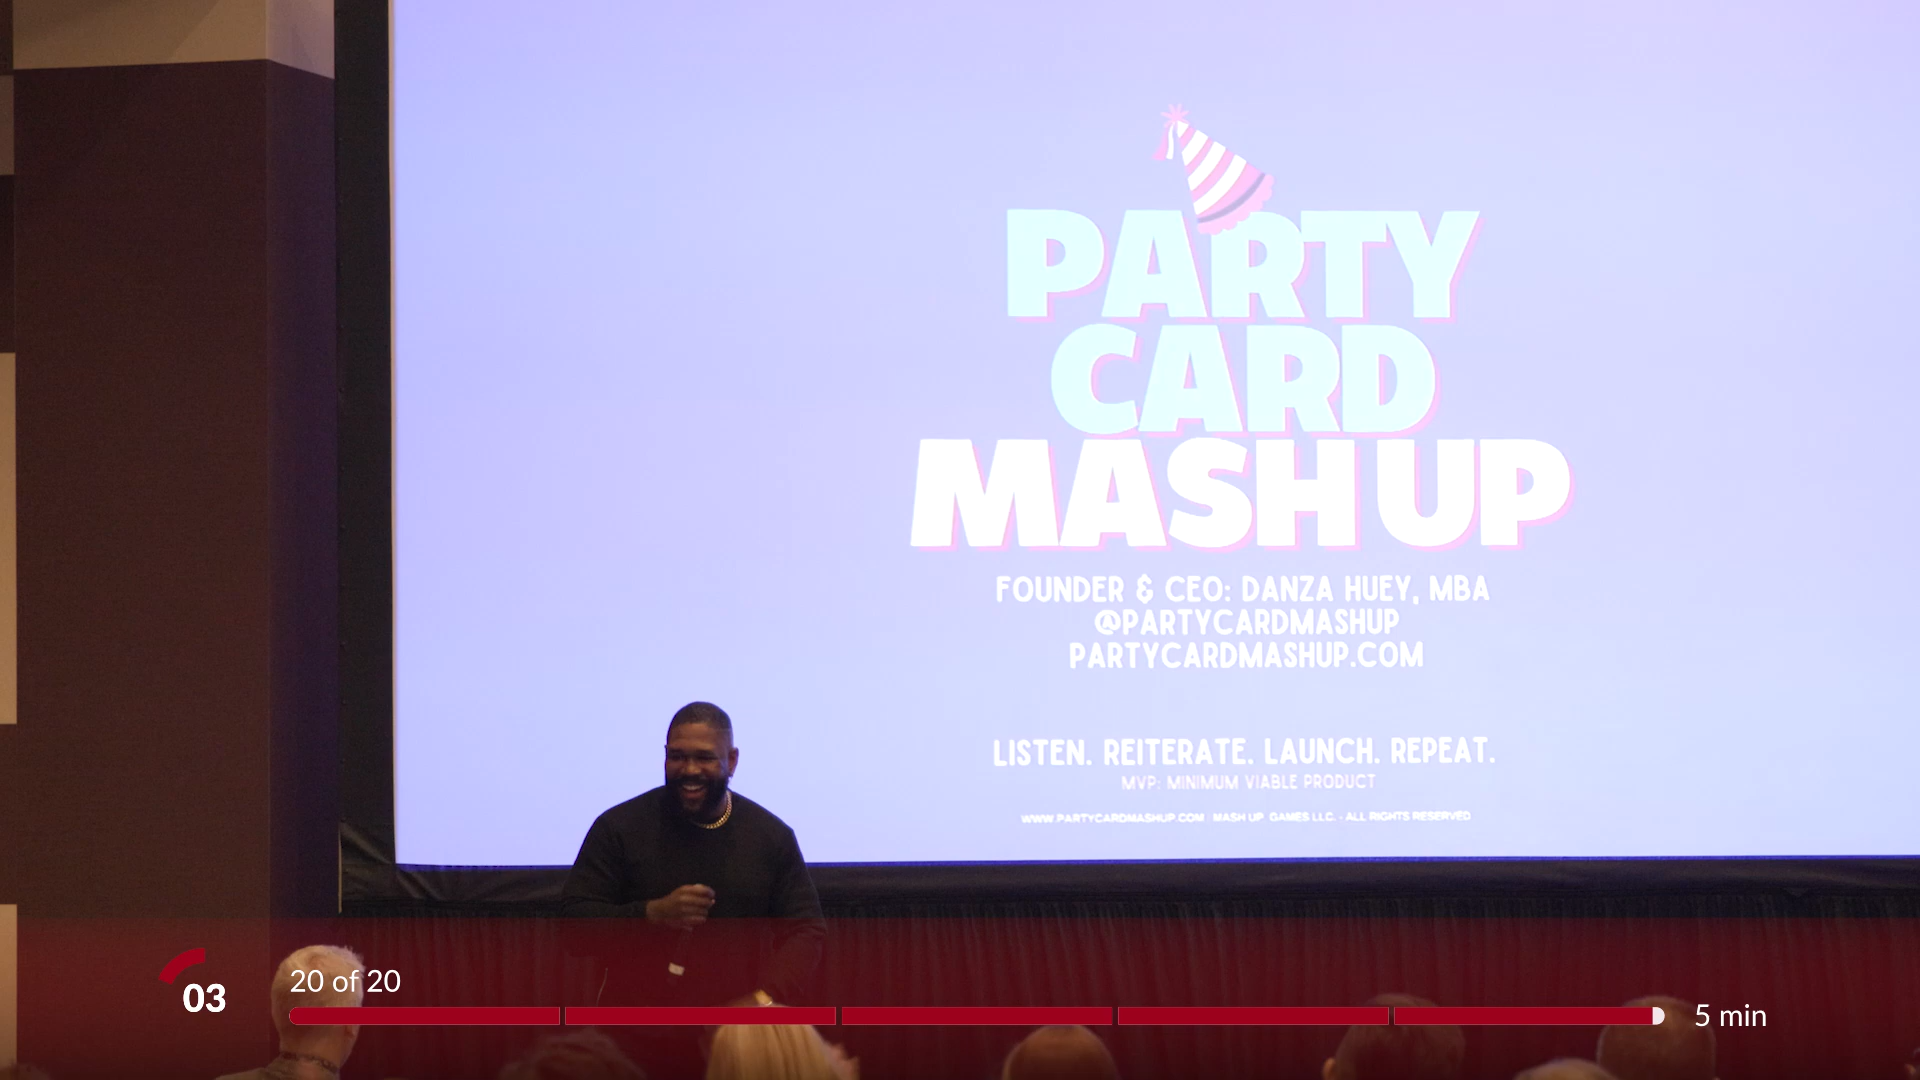 PARTY
CARD
MASH UP
FOUNDER & CEO: DANZA HUEY, MBA
@PARTYCARDMASHUP
PARTYCARDMASHUP.COM
LISTEN. REITERATE. LAUNCH. REPEAT.
MVP: MINIMUM VIABLE PRODUCT
WWW.PARTYCARDMASHUP.COM | MASH UP GAMES LLC. - ALL RIGHTS RESERVED
03
20 of 20
5 min